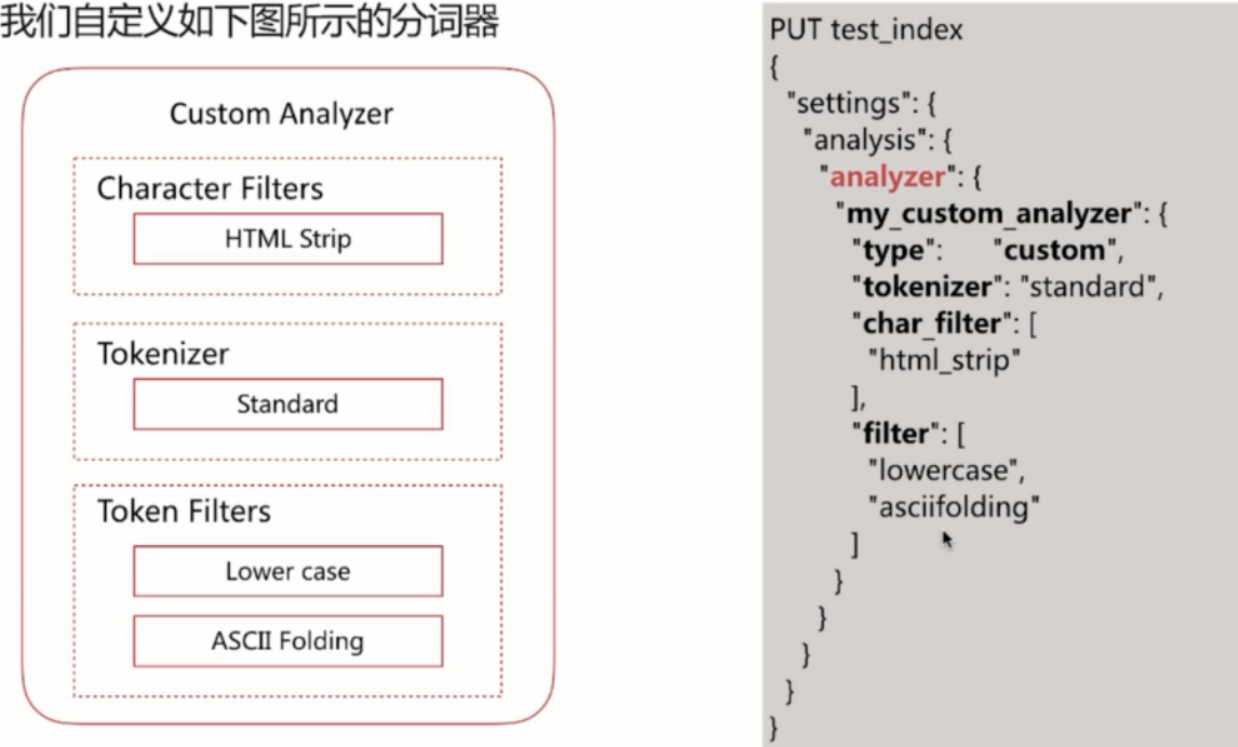 我们自定义如下图所示的分词器
Custom Analyzer
Character Filters
HTML Strip
Tokenizer
Standard
Token Filters
Lower case
ASCII Folding
PUT test_index
{
"settings": {
"analysis": {
"analyzer": {
"my_custom_analyzer": {
"type": "custom",
"tokenizer": "standard",
"char_filter": [
"html_strip"
],
"filter": [
"lowercase",
"asciifolding"
]
}
}
}
}
}